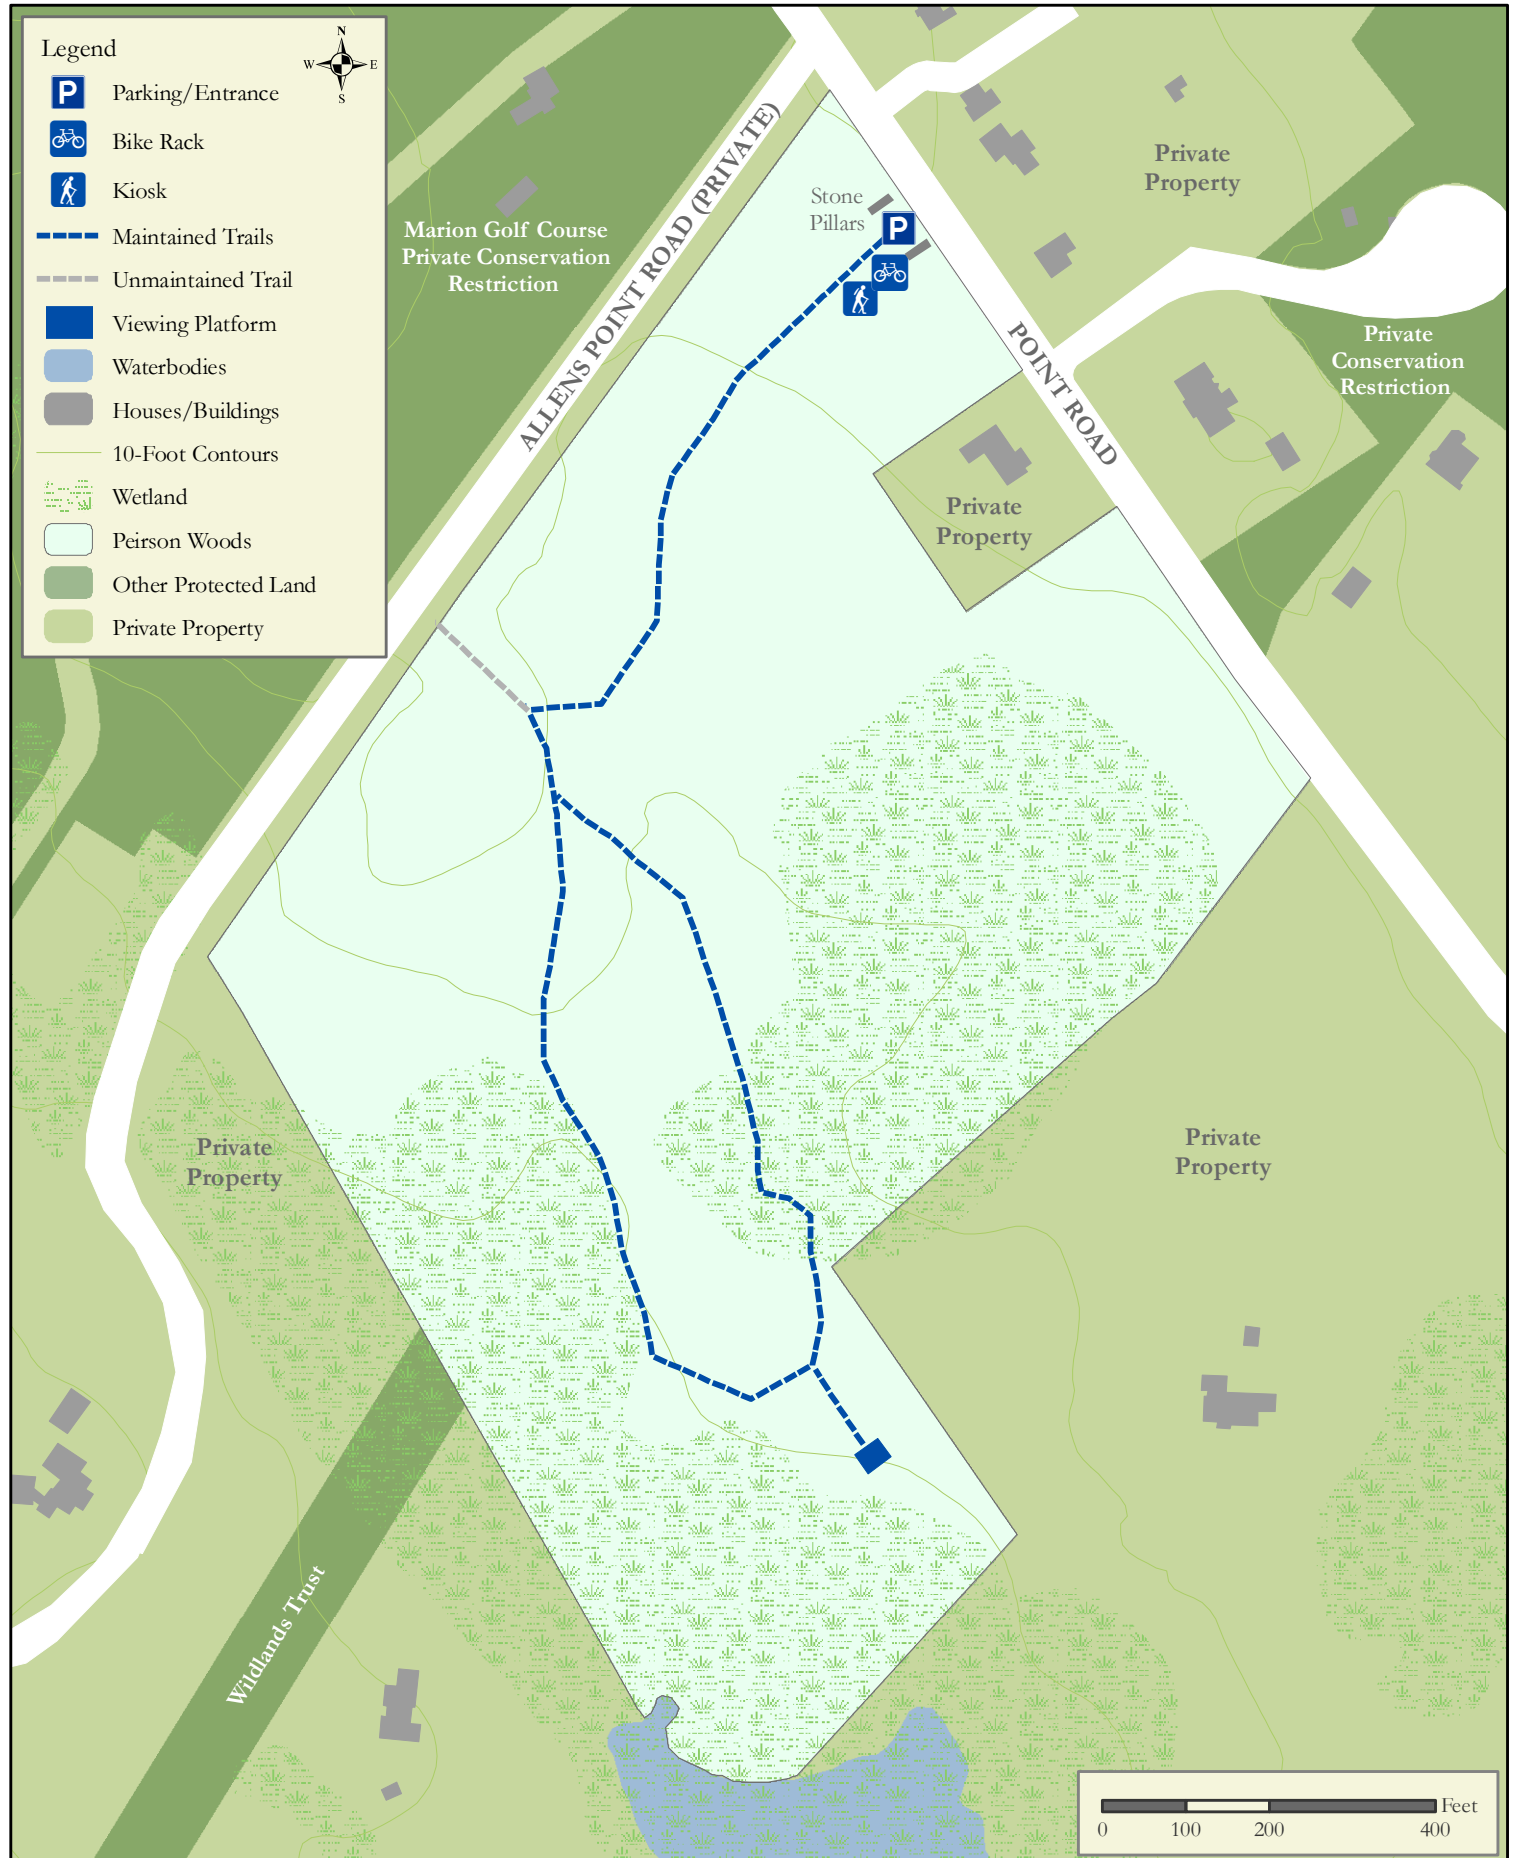 Legend
N
W E
S
P Parking/Entrance
Bike Rack
Kiosk
Maintained Trails
Unmaintained Trail
Viewing Platform
Waterbodies
Houses/Buildings
10-Foot Contours
Wetland
Peirson Woods
Other Protected Land
Private Property
Marion Golf Course
Private Conservation
Restriction
ALLENS POINT ROAD (PRIVATE)
Stone
Pillars
P
Private
Property
POINT ROAD
Private
Conservation
Restriction
Private
Property
Private
Property
Private
Property
Wildlands Trust
Feet
0 100 200 400